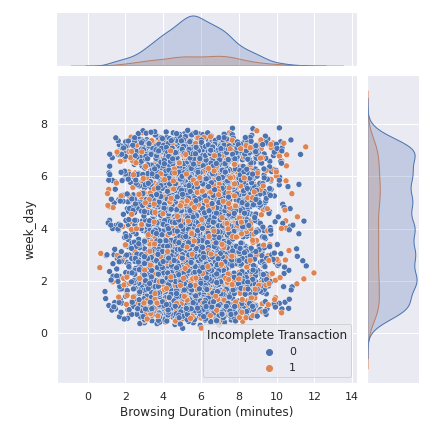 8
6
4
2
0
week_day
Incomplete Transaction
0
1
0 2 4 6 8 10 12 14
Browsing Duration (minutes)